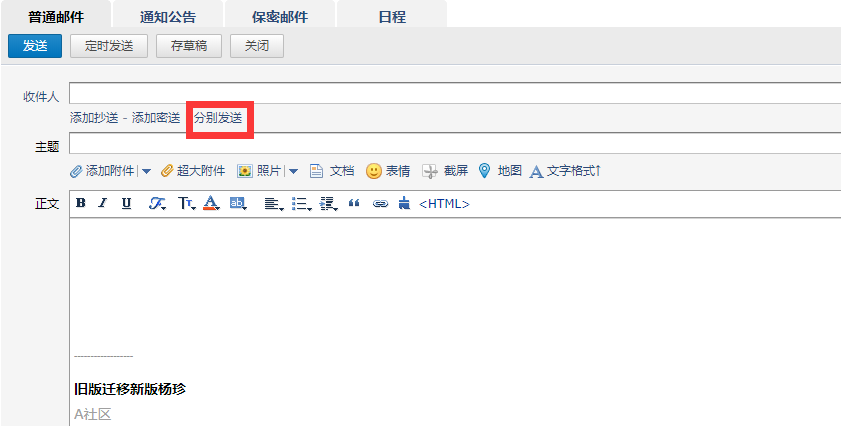 普通邮件 通知公告 保密邮件 日程
发送 定时发送 存草稿 关闭
收件人
添加抄送 - 添加密送 分别发送
主题
添加附件 | 超大附件 照片 | 文档 表情 截屏 地图 A 文字格式↑
正文 B I U F TT A ab “ <HTML>
------------------
旧版迁移新版杨珍
A社区